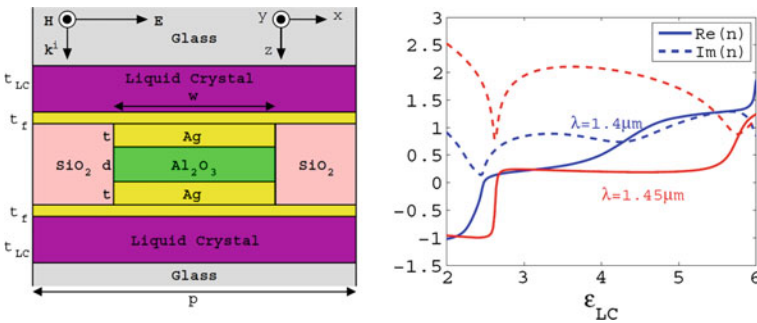 H E
kⁱ
y x
z
Glass
t_LC Liquid Crystal
w
t_f
t Ag
SiO₂ d Al₂O₃ SiO₂
t Ag
t_f
t_LC Liquid Crystal
Glass
p
3
2.5
2
1.5
1
0.5
0
-0.5
-1
-1.5
Re(n)
Im(n)
λ=1.4μm
λ=1.45μm
2 3 4 5 6
ε_LC